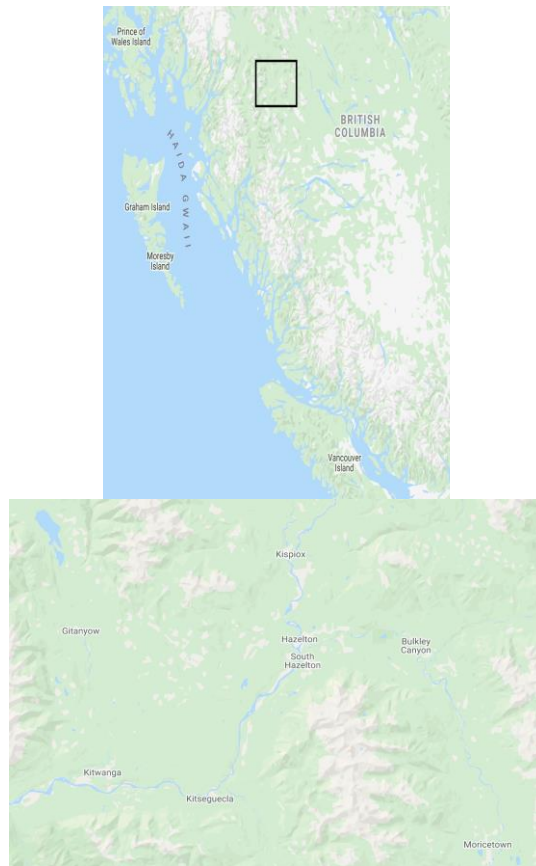 Prince of
Wales Island
BRITISH
COLUMBIA
HAIDA GWAII
Graham Island
Moresby
Island
Vancouver
Island
Kispiox
Gitanyow
Hazelton
South
Hazelton
Bulkley
Canyon
Kitwanga
Kitseguecla
Moricetown